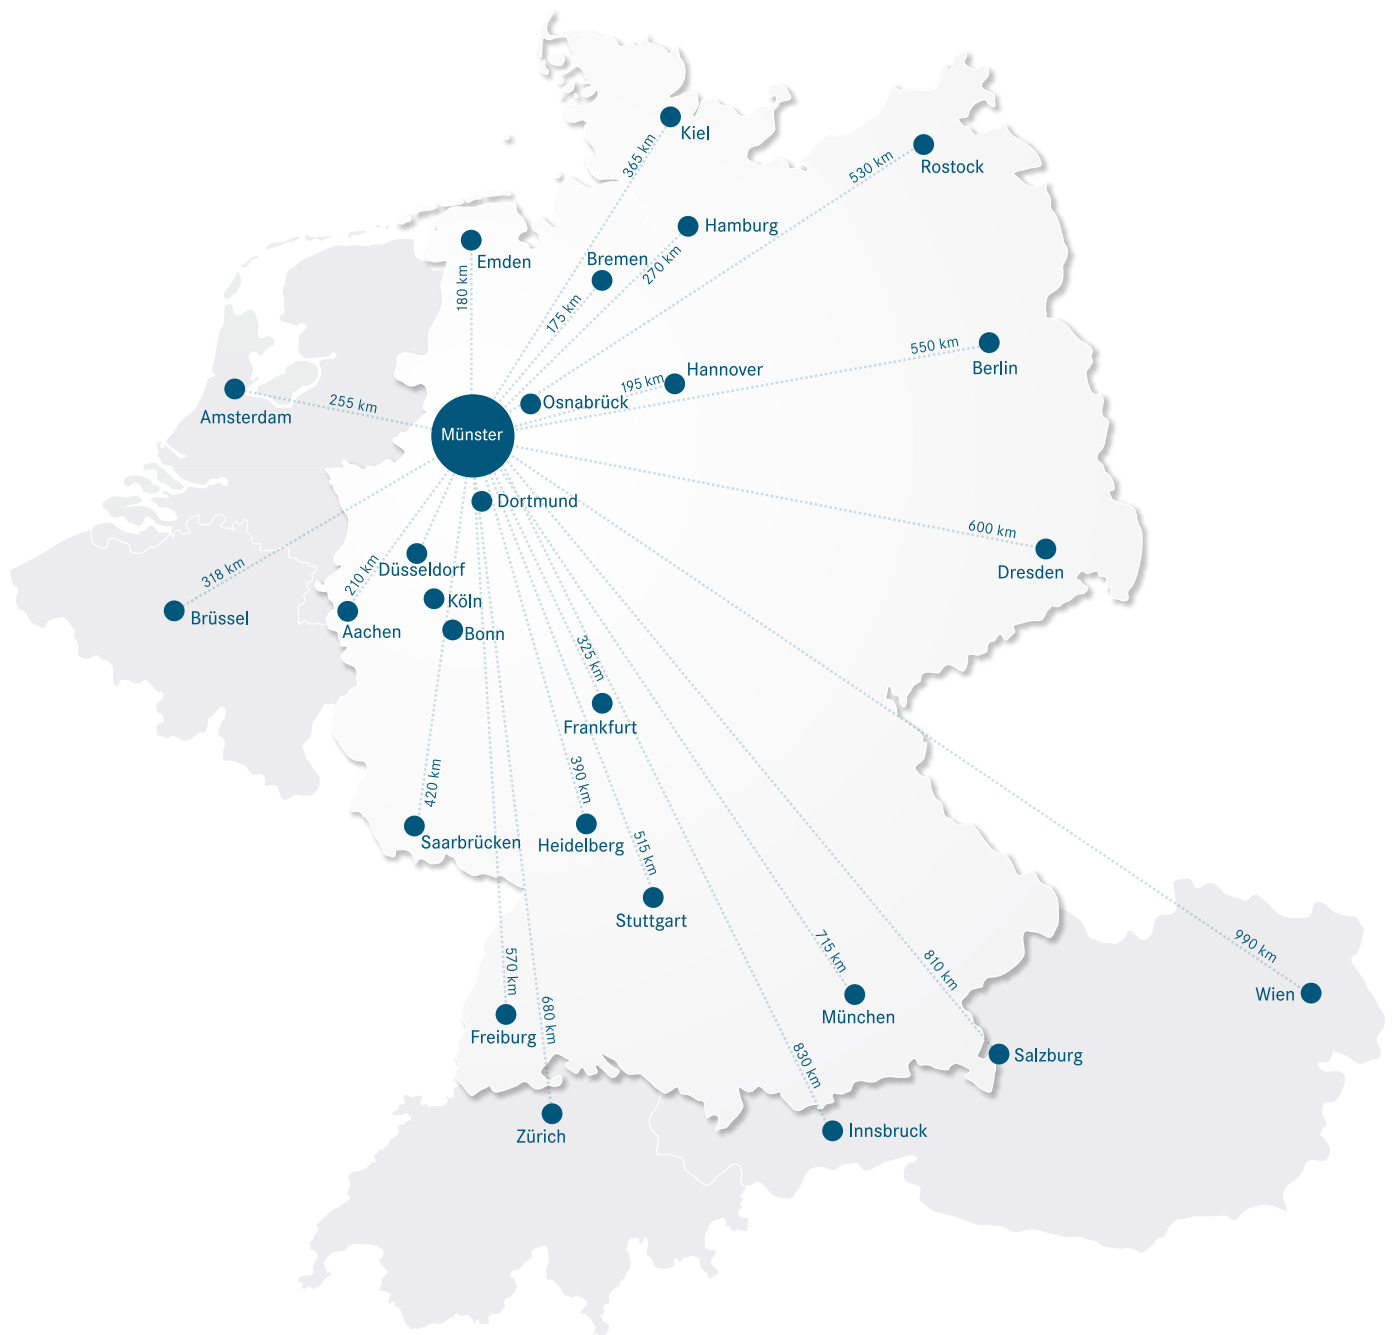 Kiel
365 km
Rostock
530 km
Hamburg
270 km
Emden
180 km
Bremen
175 km
Berlin
550 km
Hannover
195 km
Osnabrück
Amsterdam
255 km
Münster
Dortmund
Dresden
600 km
Düsseldorf
Köln
Aachen
210 km
Bonn
Brüssel
318 km
Frankfurt
325 km
Saarbrücken
420 km
Heidelberg
390 km
Stuttgart
515 km
Freiburg
570 km
Zürich
680 km
München
715 km
Salzburg
810 km
Innsbruck
830 km
Wien
990 km